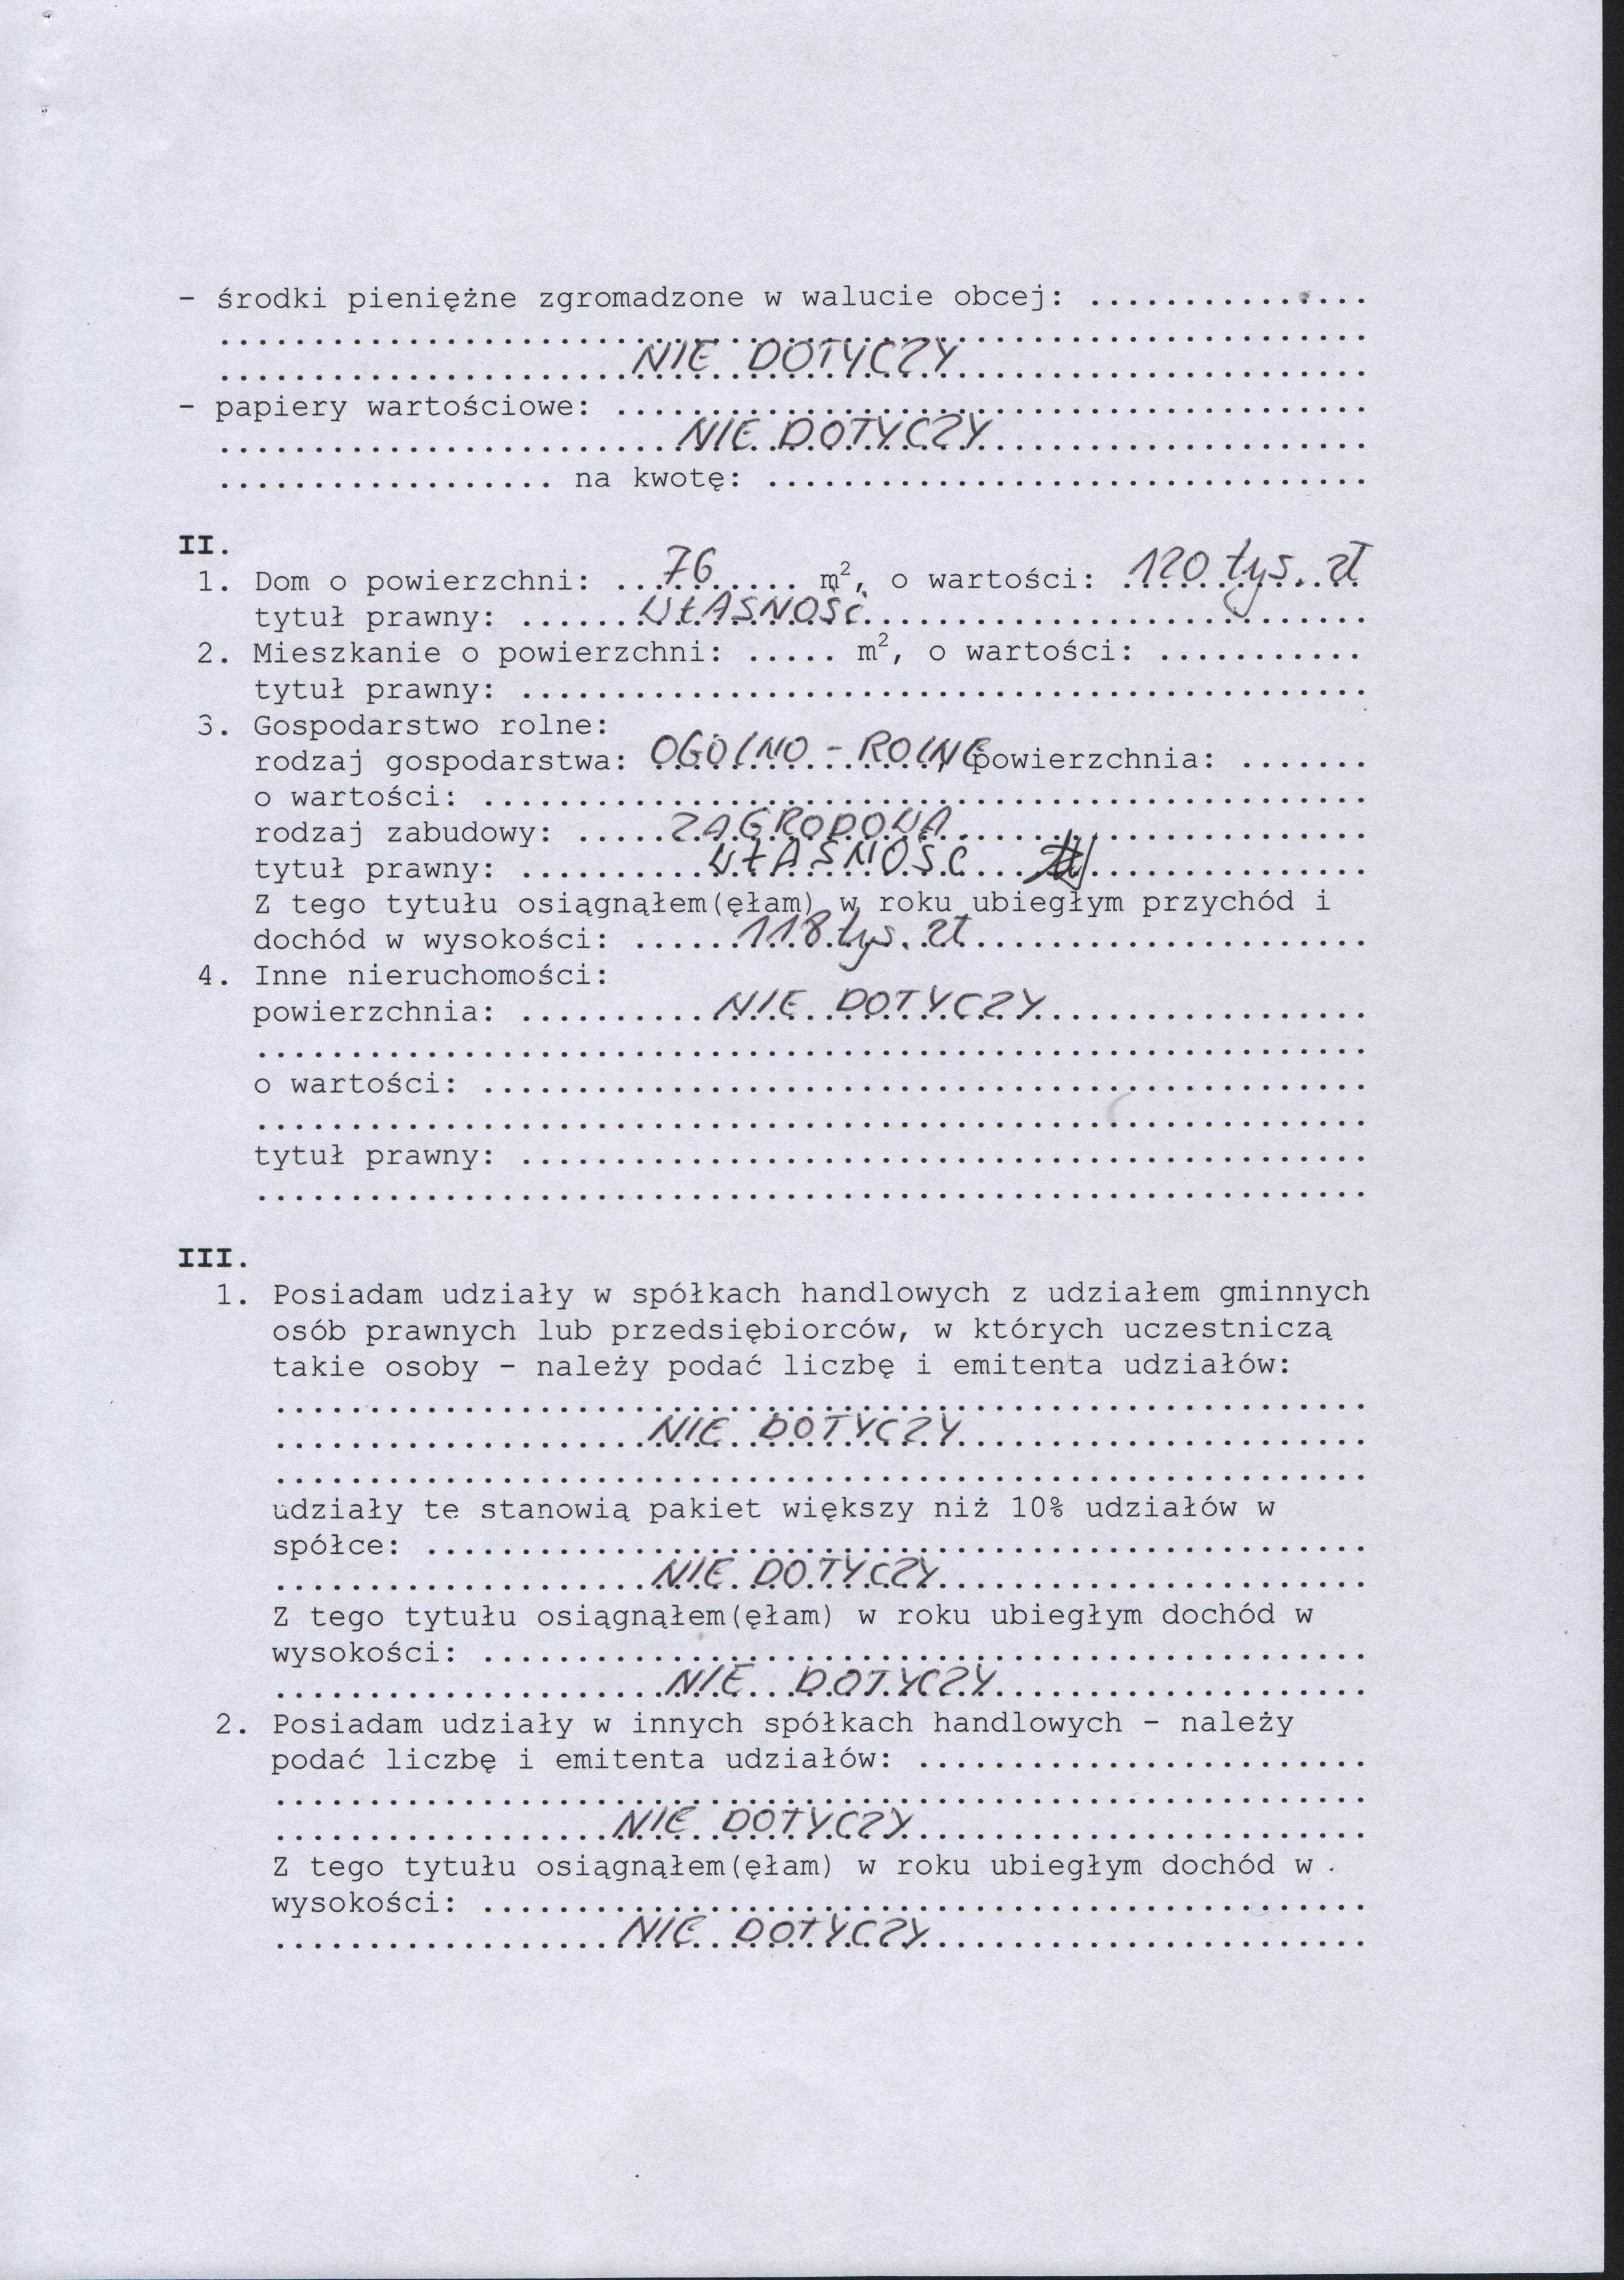 - środki pieniężne zgromadzone w walucie obcej: ...............
..............................................................
NIE DOTYCZY
- papiery wartościowe: ........................................
NIE DOTYCZY
.................. na kwotę: ................................
II.
1. Dom o powierzchni: 76 m², o wartości: 120 tys. zł
tytuł prawny: WŁASNOŚĆ
2. Mieszkanie o powierzchni: ..... m², o wartości: ...........
tytuł prawny: ..............................................
3. Gospodarstwo rolne:
rodzaj gospodarstwa: OGÓLNO - ROLNE, powierzchnia: .......
o wartości: ................................................
rodzaj zabudowy: ZAGRODOWA
tytuł prawny: WŁASNOŚĆ
Z tego tytułu osiągnąłem(ęłam) w roku ubiegłym przychód i
dochód w wysokości: 118 tys. zł
4. Inne nieruchomości:
powierzchnia: NIE DOTYCZY
............................................................
o wartości: ................................................
............................................................
tytuł prawny: ..............................................
............................................................
III.
1. Posiadam udziały w spółkach handlowych z udziałem gminnych
osób prawnych lub przedsiębiorców, w których uczestniczą
takie osoby - należy podać liczbę i emitenta udziałów:
...........................................................
NIE DOTYCZY
...........................................................
udziały te stanowią pakiet większy niż 10% udziałów w
spółce: ...................................................
NIE DOTYCZY
Z tego tytułu osiągnąłem(ęłam) w roku ubiegłym dochód w
wysokości: ................................................
NIE DOTYCZY
2. Posiadam udziały w innych spółkach handlowych - należy
podać liczbę i emitenta udziałów: ........................
...........................................................
NIE DOTYCZY
Z tego tytułu osiągnąłem(ęłam) w roku ubiegłym dochód w
wysokości: ................................................
NIE DOTYCZY